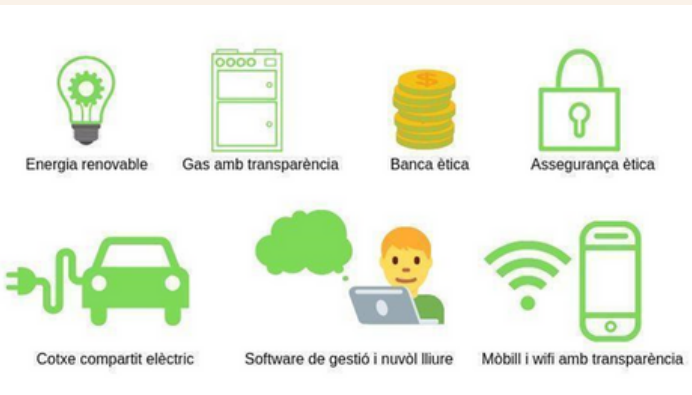 Energia renovable
Gas amb transparència
Banca ètica
Assegurança ètica
Cotxe compartit elèctric
Software de gestió i nuvòl lliure
Mòbill i wifi amb transparència